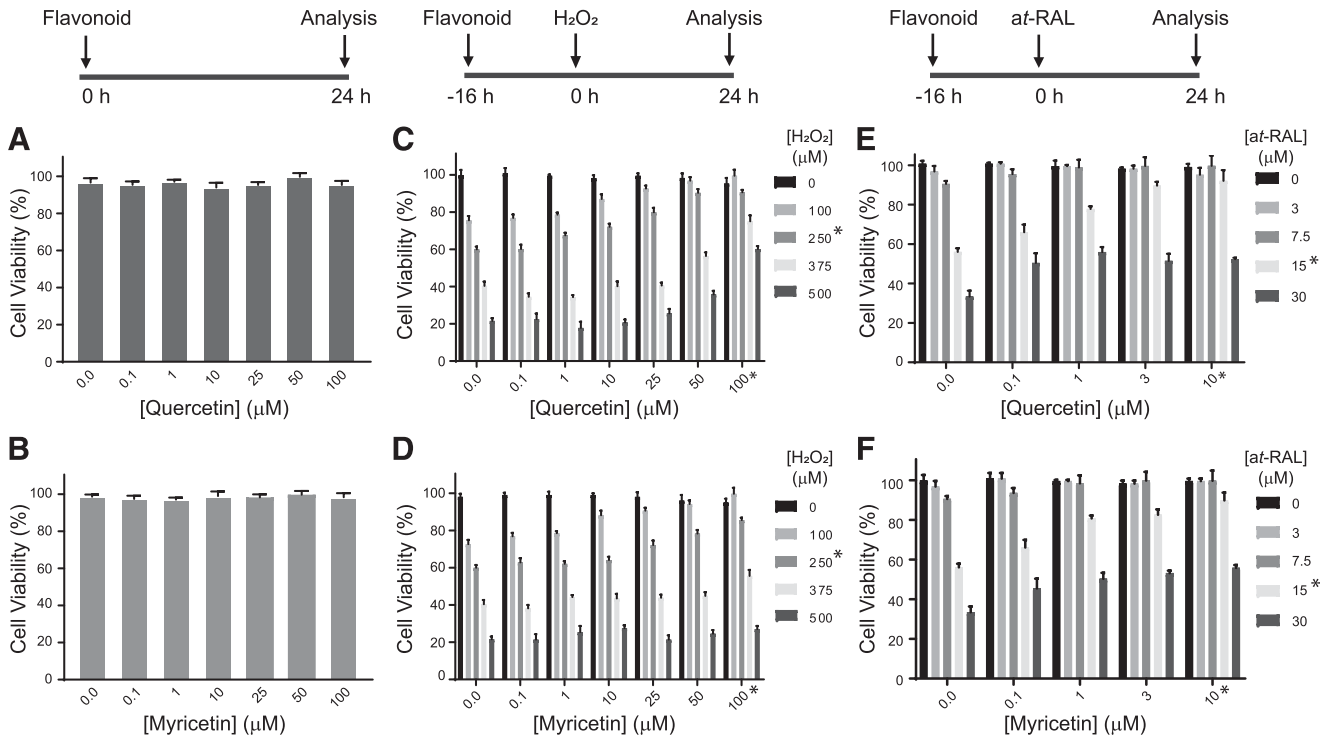 Flavonoid Analysis
0 h 24 h
Flavonoid H₂O₂ Analysis
-16 h 0 h 24 h
Flavonoid at-RAL Analysis
-16 h 0 h 24 h
A
Cell Viability (%)
100
80
60
40
20
0
0.0 0.1 1 10 25 50 100
[Quercetin] (μM)
C
Cell Viability (%)
100
80
60
40
20
0
0.0 0.1 1 10 25 50 100*
[Quercetin] (μM)
[H₂O₂]
(μM)
0
100
250*
375
500
E
Cell Viability (%)
100
80
60
40
20
0
0.0 0.1 1 3 10*
[Quercetin] (μM)
[at-RAL]
(μM)
0
3
7.5
15*
30
B
Cell Viability (%)
100
80
60
40
20
0
0.0 0.1 1 10 25 50 100
[Myricetin] (μM)
D
Cell Viability (%)
100
80
60
40
20
0
0.0 0.1 1 10 25 50 100*
[Myricetin] (μM)
[H₂O₂]
(μM)
0
100
250*
375
500
F
Cell Viability (%)
100
80
60
40
20
0
0.0 0.1 1 3 10*
[Myricetin] (μM)
[at-RAL]
(μM)
0
3
7.5
15*
30